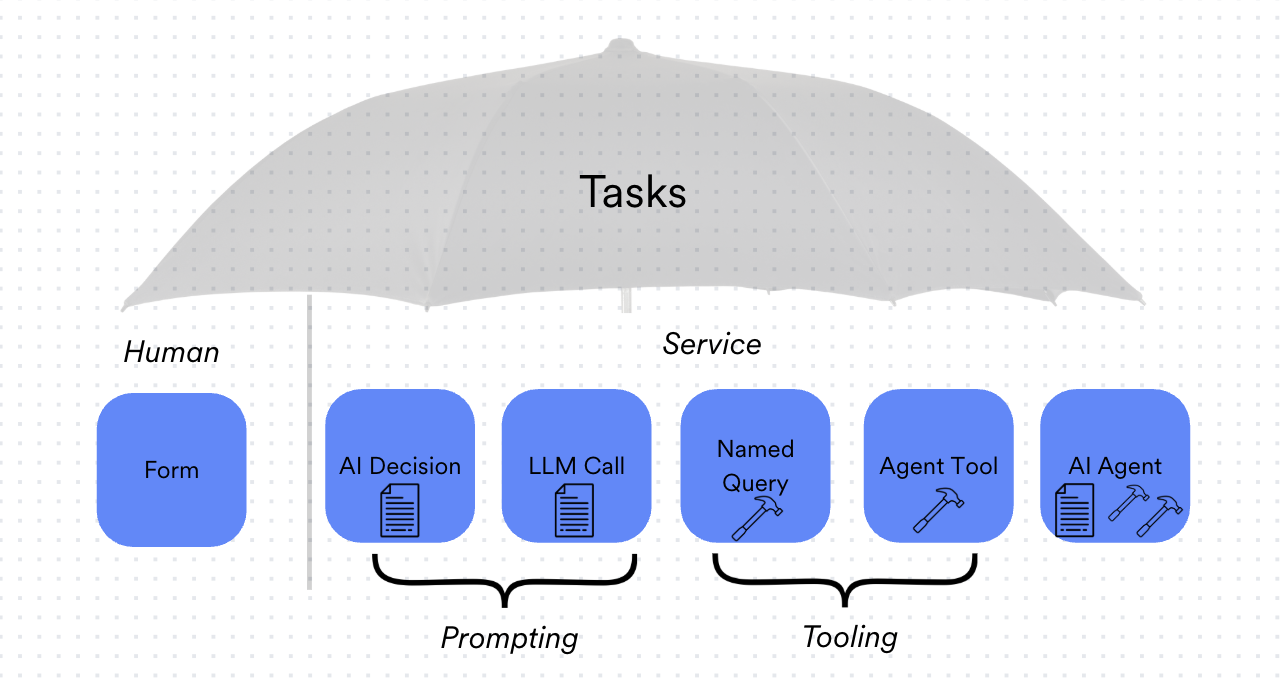 Tasks
Human
Service
Form
AI Decision
LLM Call
Named
Query
Agent Tool
AI Agent
Prompting
Tooling